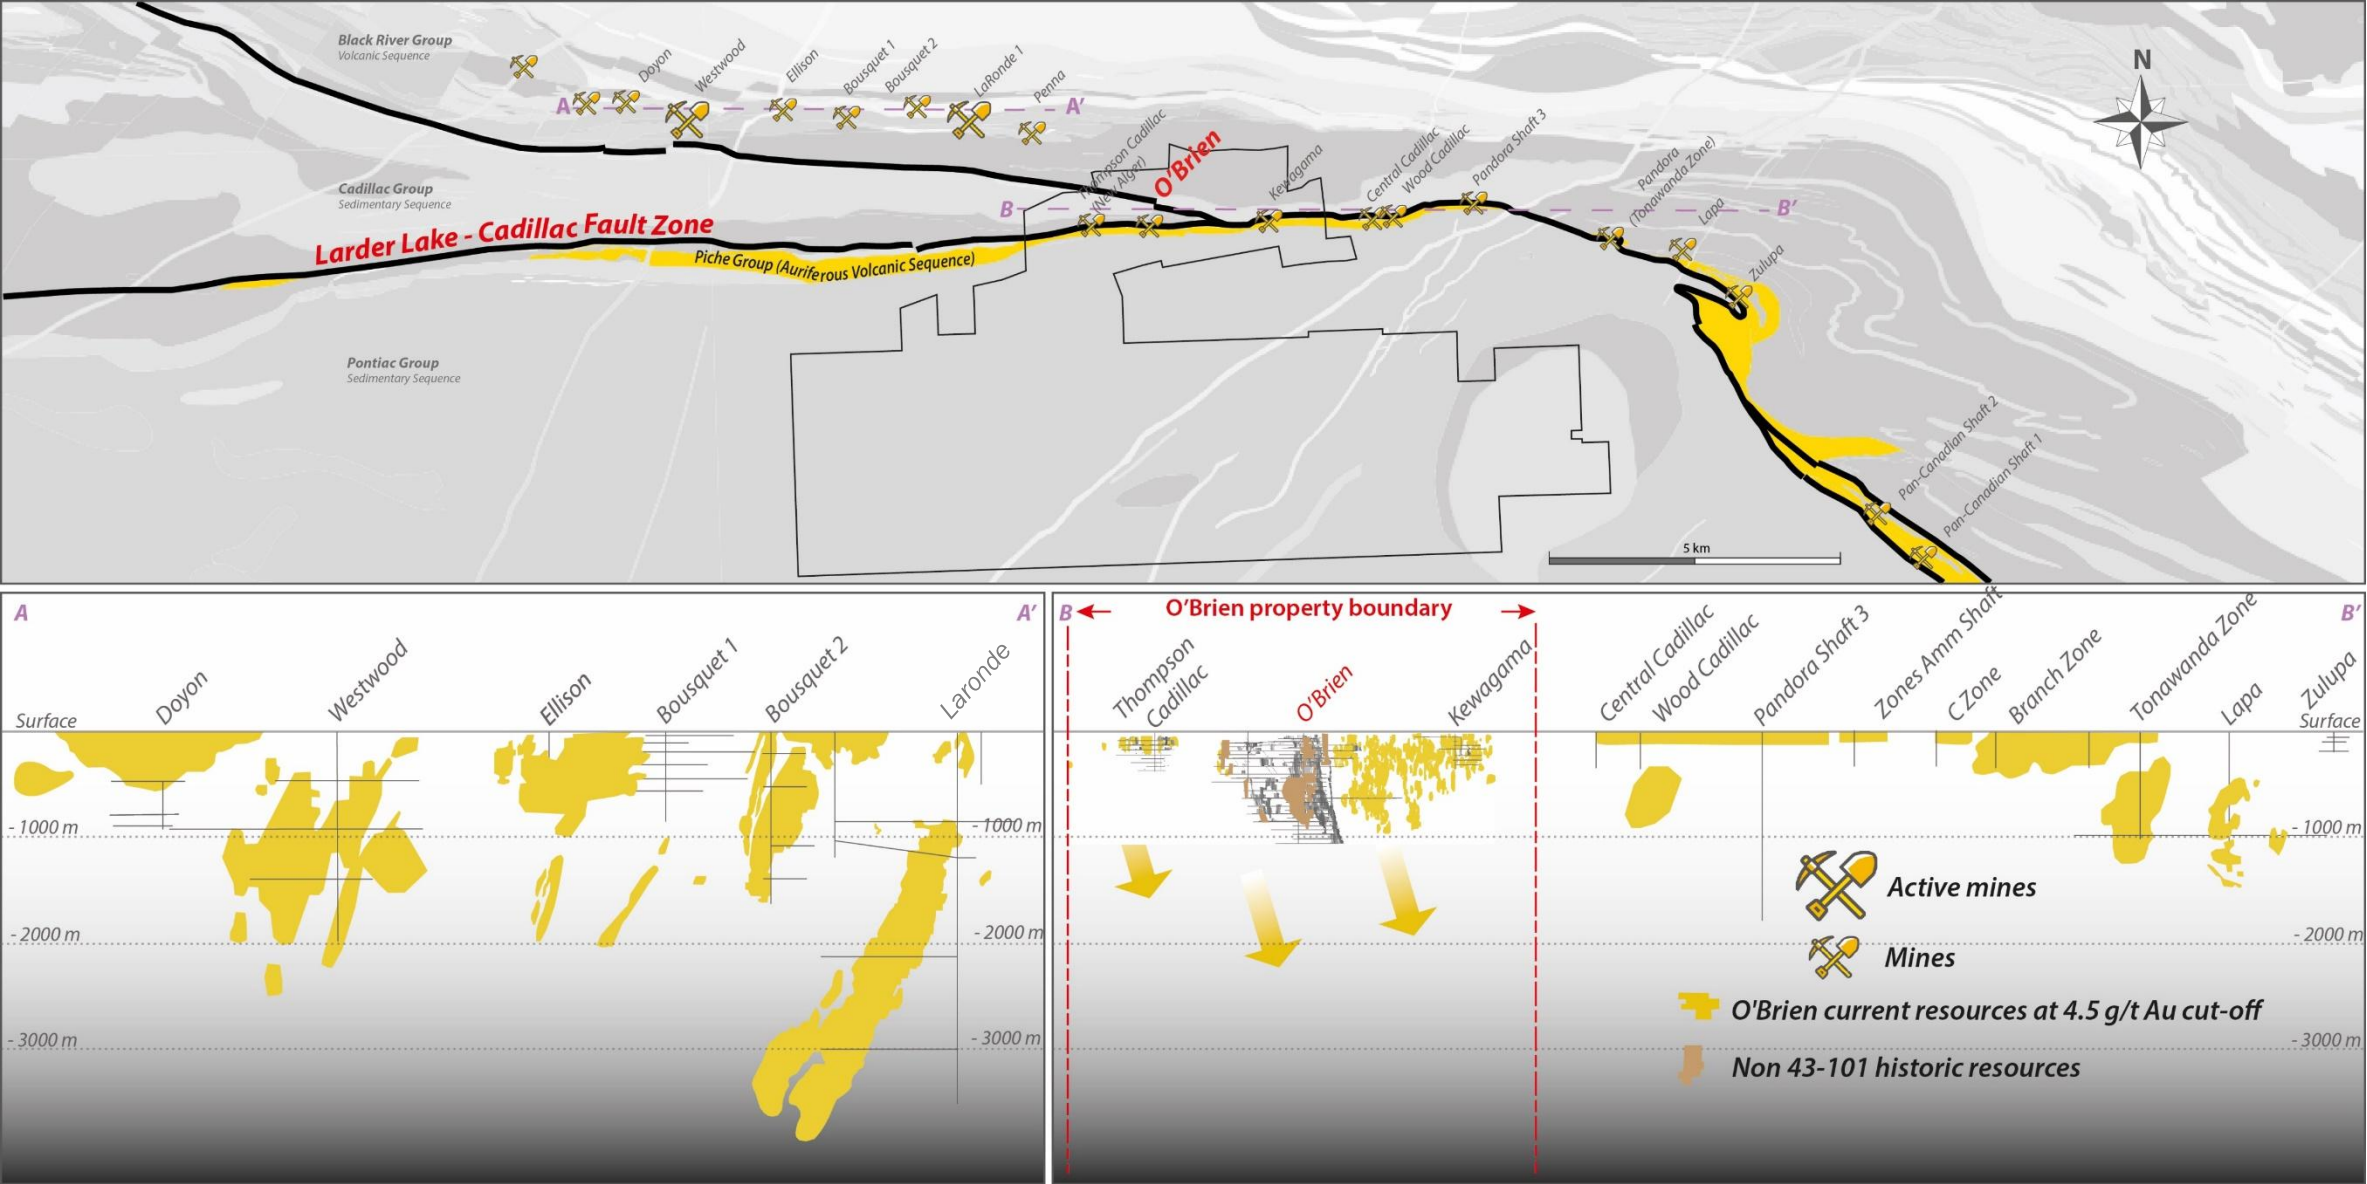 Black River Group
Volcanic Sequence
Doyon
Westwood
Ellison
Bousquet 1
Bousquet 2
LaRonde 1
Penna
N
A
A'
Thompson Cadillac
(New Alger)
O'Brien
Kewagama
Central Cadillac
Wood Cadillac
Pandora Shaft 3
Pandora
(Tonawanda Zone)
Lapa
Zulupa
Cadillac Group
Sedimentary Sequence
B
B'
Larder Lake - Cadillac Fault Zone
Piche Group (Auriferous Volcanic Sequence)
Pontiac Group
Sedimentary Sequence
Pan-Canadian Shaft 2
Pan-Canadian Shaft 1
5 km
A
A'
Doyon
Westwood
Ellison
Bousquet 1
Bousquet 2
Laronde
Surface
- 1000 m
- 1000 m
- 2000 m
- 2000 m
- 3000 m
- 3000 m
B
O'Brien property boundary
B'
Thompson
Cadillac
O'Brien
Kewagama
Central Cadillac
Wood Cadillac
Pandora Shaft 3
Zones Amm Shaft
C Zone
Branch Zone
Tonawanda Zone
Lapa
Zulupa
Surface
- 1000 m
Active mines
- 2000 m
Mines
O'Brien current resources at 4.5 g/t Au cut-off
- 3000 m
Non 43-101 historic resources